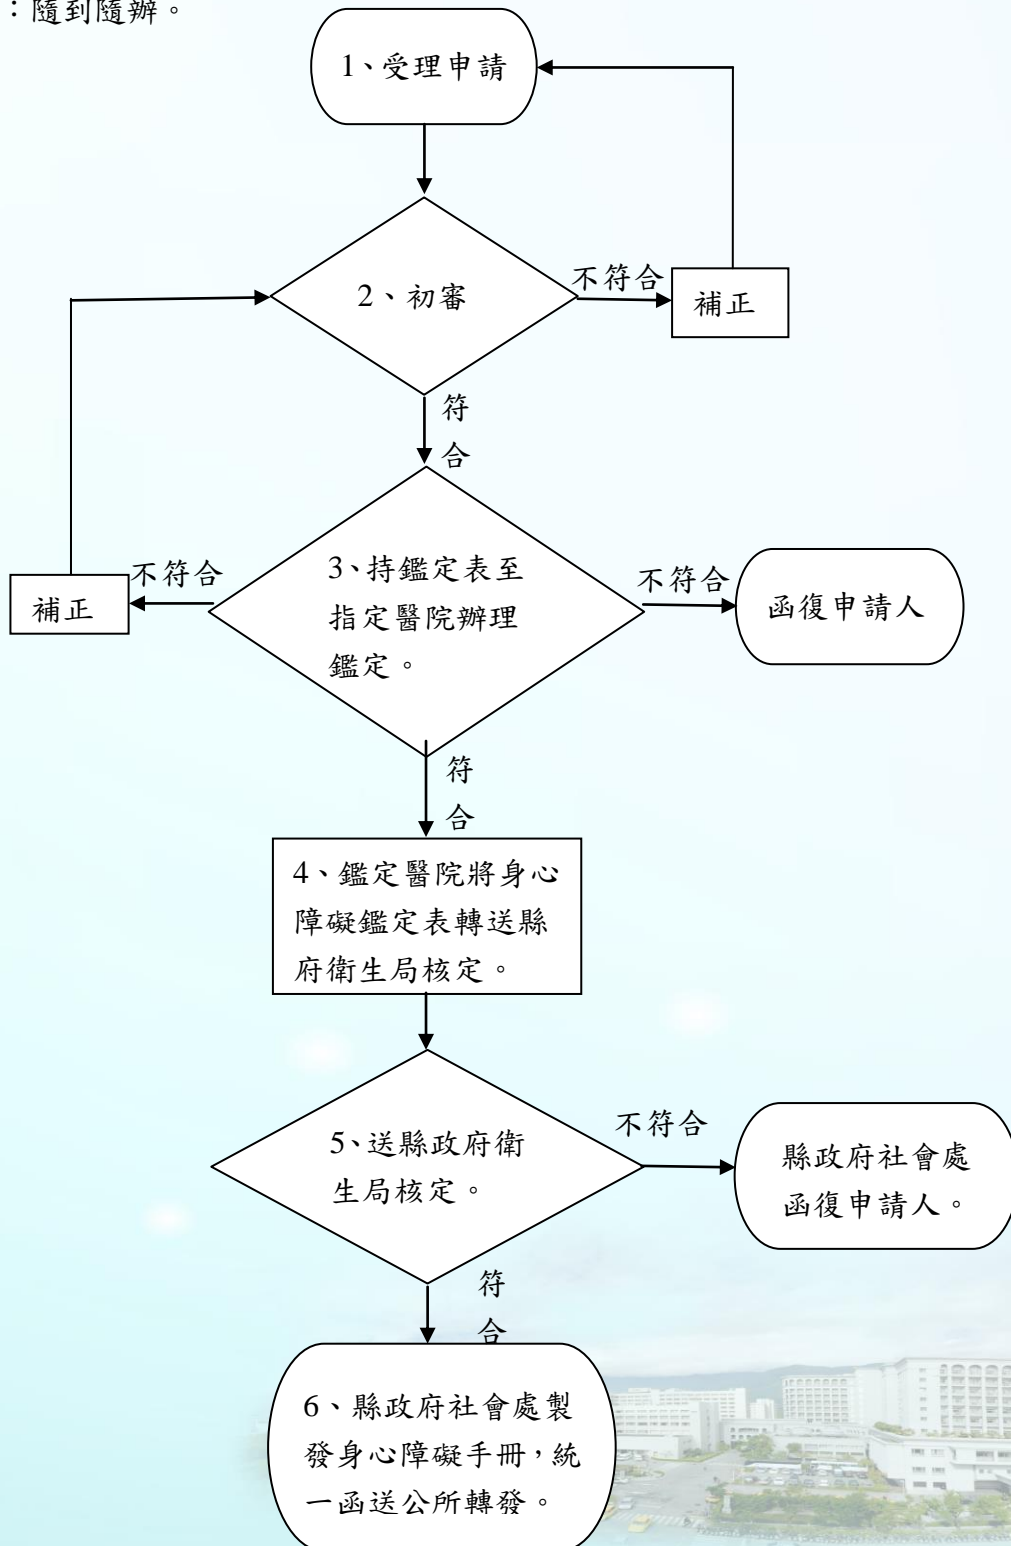 ：隨到隨辦。
1、受理申請
2、初審
不符合
補正
符
合
3、持鑑定表至
指定醫院辦理
鑑定。
不符合
補正
不符合
函復申請人
符
合
4、鑑定醫院將身心
障礙鑑定表轉送縣
府衛生局核定。
5、送縣政府衛
生局核定。
不符合
縣政府社會處
函復申請人。
符
合
6、縣政府社會處製
發身心障礙手冊，統
一函送公所轉發。